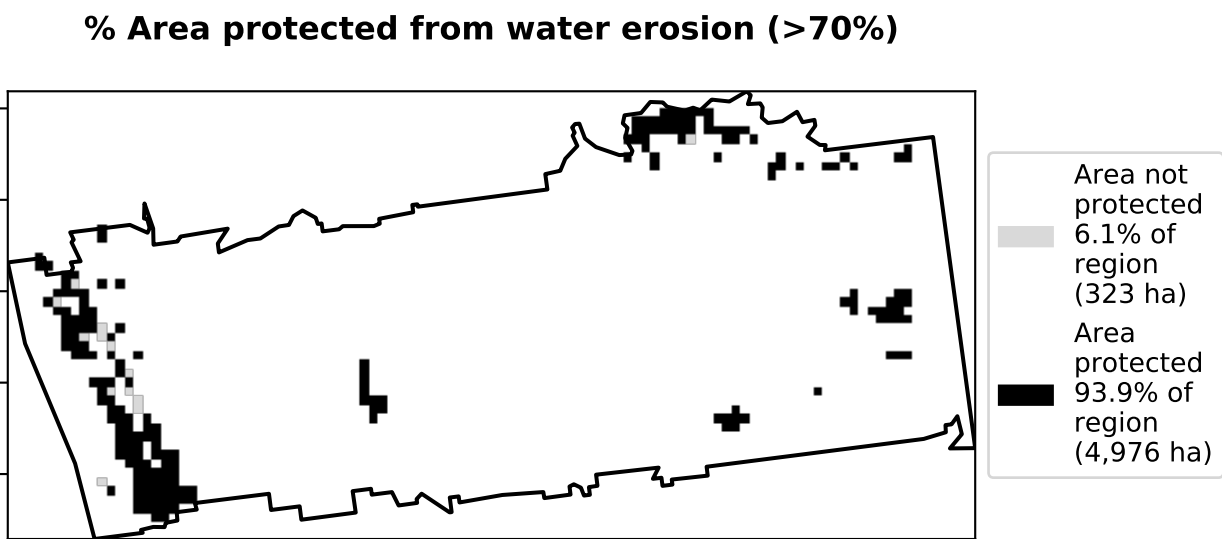 % Area protected from water erosion (>70%)
Area not
protected
6.1% of
region
(323 ha)
Area
protected
93.9% of
region
(4,976 ha)